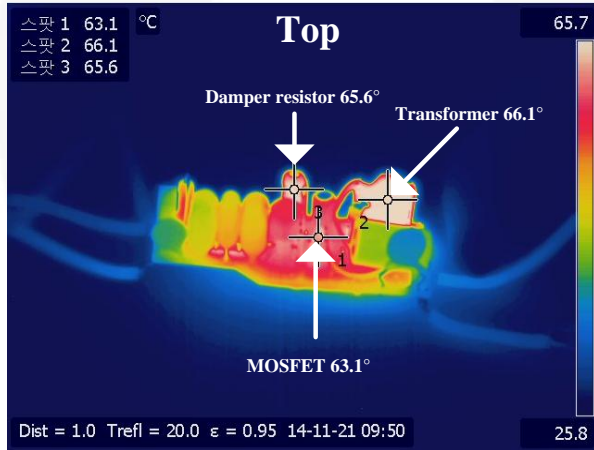 스팟 1 63.1 °C
스팟 2 66.1
스팟 3 65.6
Top
65.7
Damper resistor 65.6°
Transformer 66.1°
3
2
1
MOSFET 63.1°
Dist = 1.0 Trefl = 20.0 ε = 0.95 14-11-21 09:50
25.8